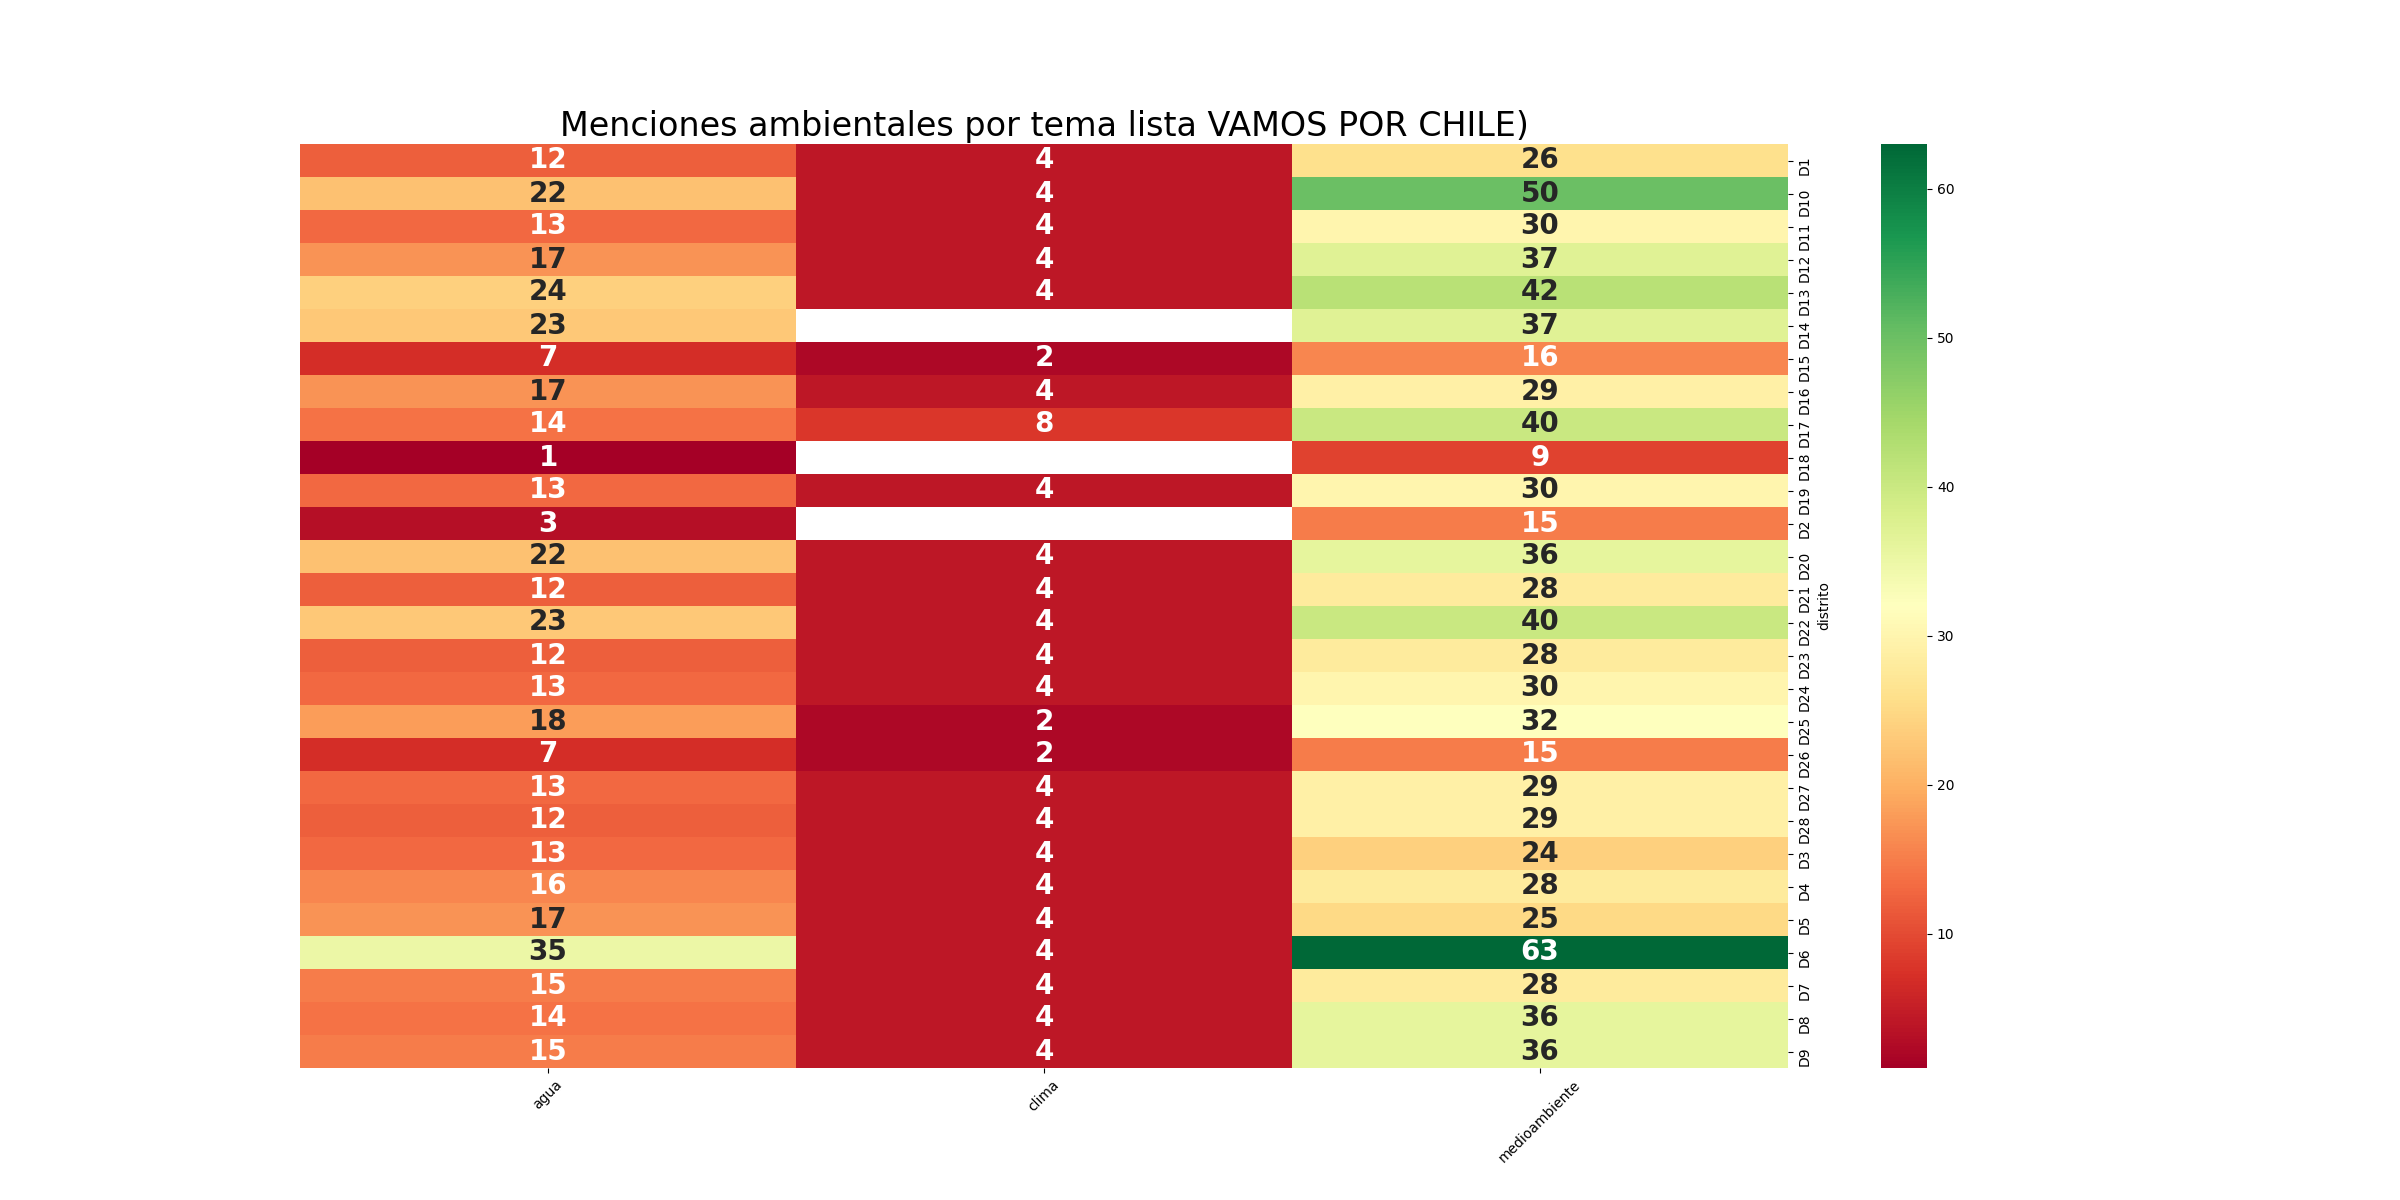 Menciones ambientales por tema lista VAMOS POR CHILE)
12 4 26 D1
22 4 50 D10
13 4 30 D11
17 4 37 D12
24 4 42 D13
23 37 D14
7 2 16 D15
17 4 29 D16
14 8 40 D17
1 9 D18
13 4 30 D19
3 15 D2
22 4 36 D20
12 4 28 D21
23 4 40 D22
12 4 28 D23
13 4 30 D24
18 2 32 D25
7 2 15 D26
13 4 29 D27
12 4 29 D28
13 4 24 D3
16 4 28 D4
17 4 25 D5
35 4 63 D6
15 4 28 D7
14 4 36 D8
15 4 36 D9
distrito
agua clima medioambiente
60
50
40
30
20
10